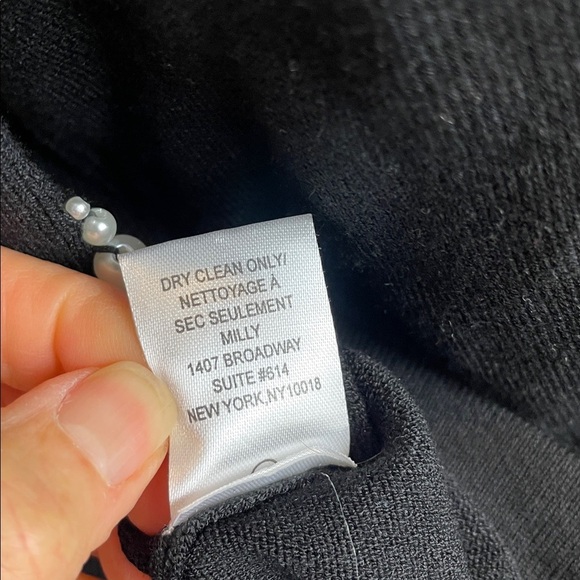 DRY CLEAN ONLY/
NETTOYAGE À
SEC SEULEMENT
MILLY
1407 BROADWAY
SUITE #614
NEW YORK,NY10018